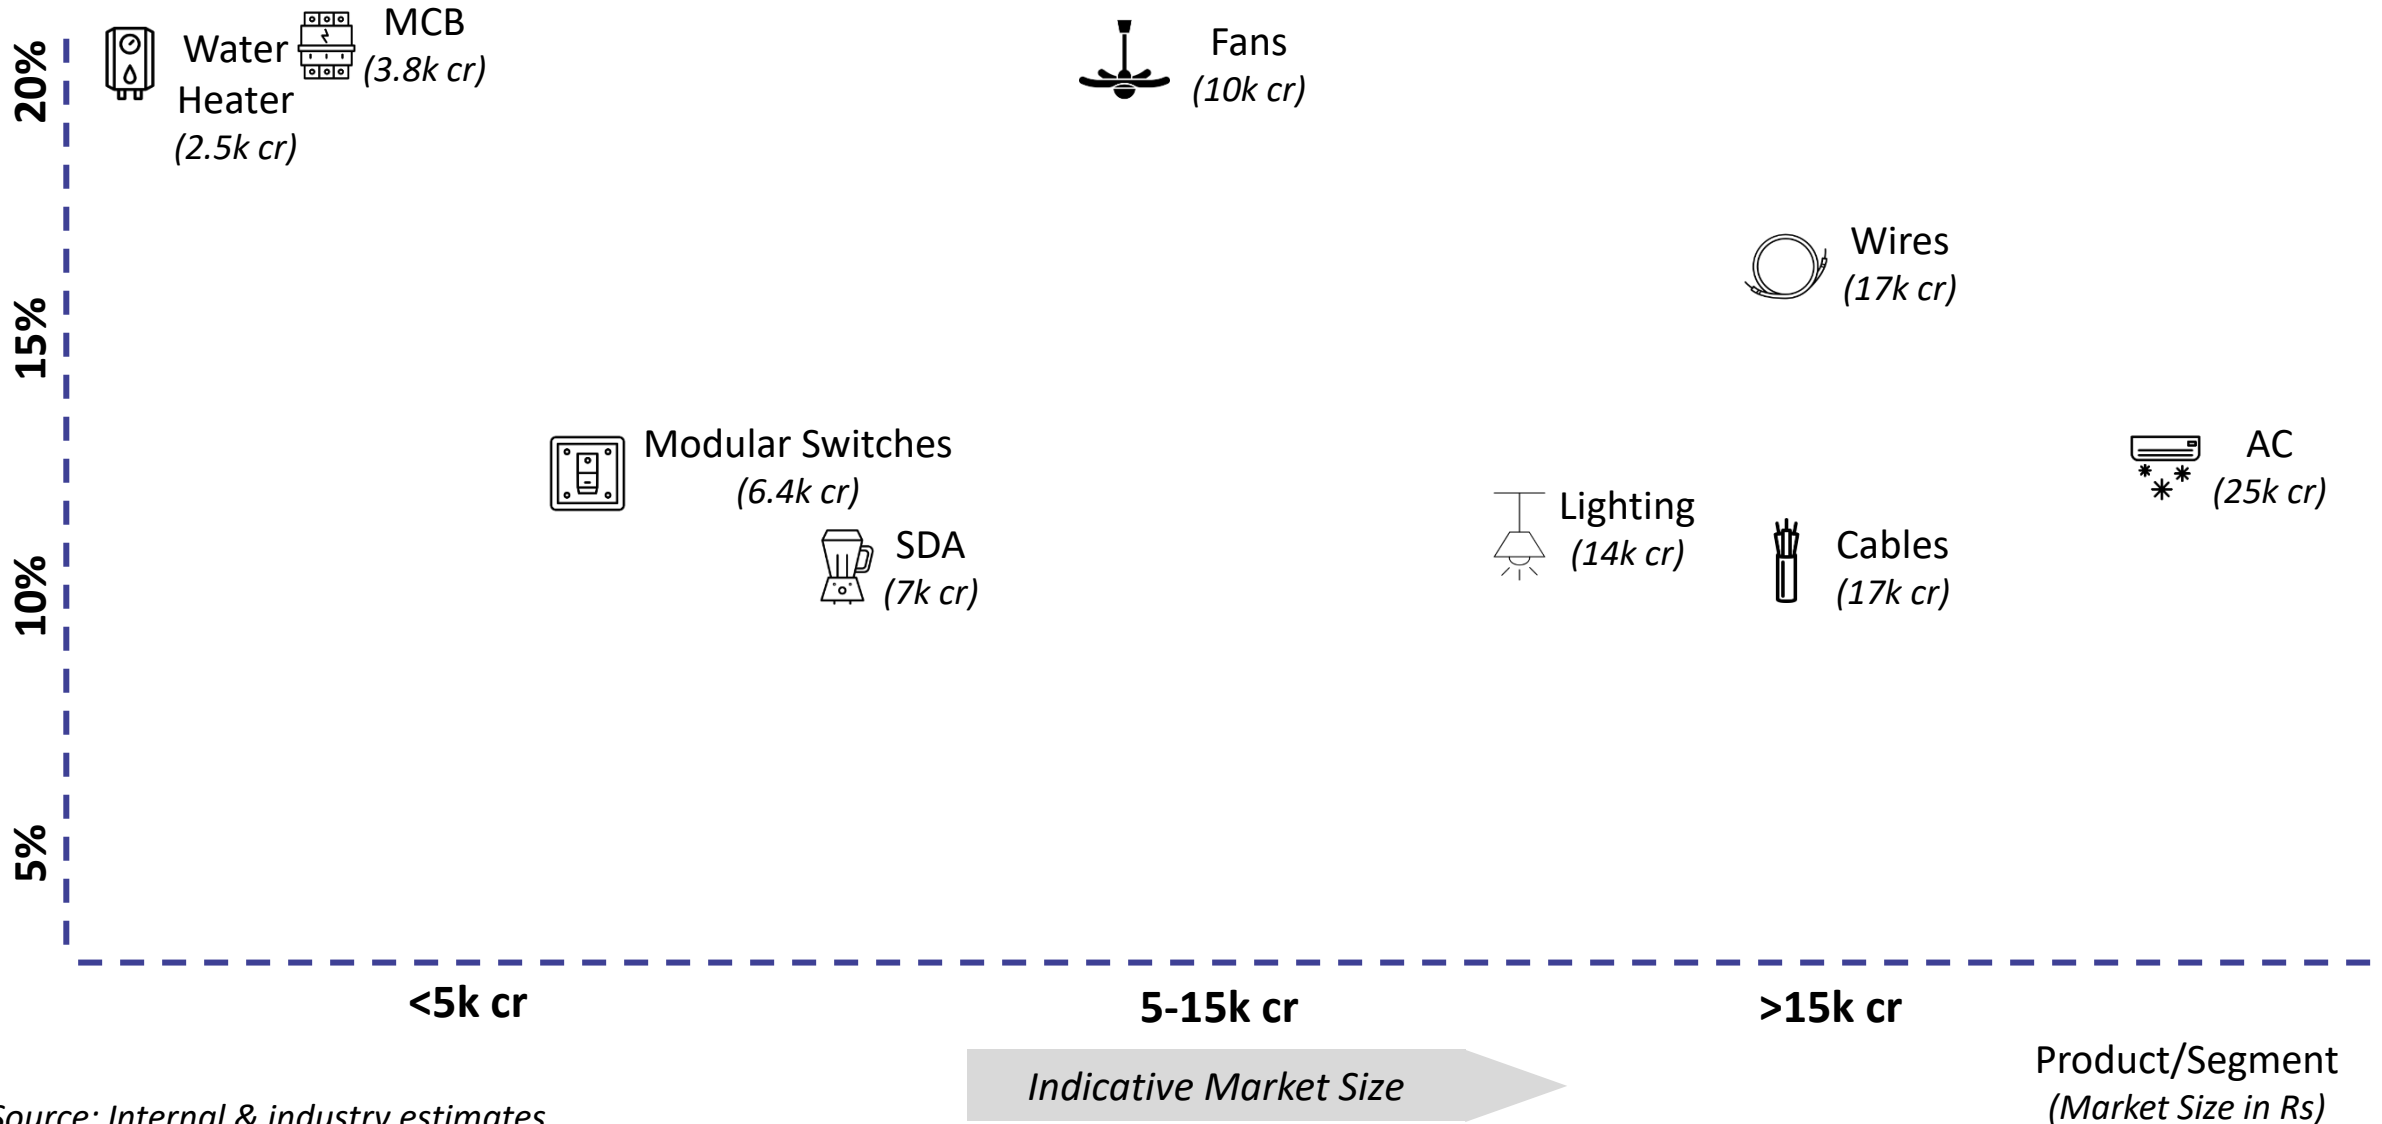 20%
15%
10%
5%
Water
Heater
(2.5k cr)
MCB
(3.8k cr)
Fans
(10k cr)
Wires
(17k cr)
Modular Switches
(6.4k cr)
SDA
(7k cr)
Lighting
(14k cr)
Cables
(17k cr)
AC
(25k cr)
<5k cr
5-15k cr
>15k cr
Indicative Market Size
Product/Segment
(Market Size in Rs)
Source: Internal & industry estimates